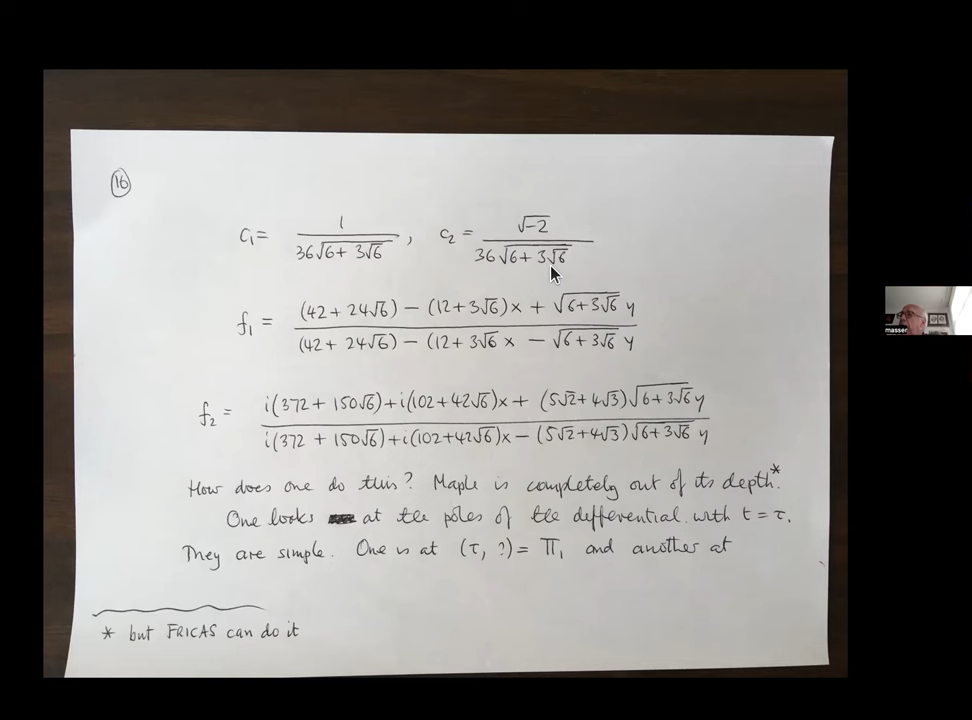 16
c₁ = 1 / 36√(6+3√6) , c₂ = √-2 / 36√(6+3√6)
f₁ = (42+24√6) − (12+3√6)x + √(6+3√6) y / (42+24√6) − (12+3√6 x − √(6+3√6) y
f₂ = i(372+150√6)+i(102+42√6)x + (5√2+4√3)√(6+3√6) y / i(372+150√6)+i(102+42√6)x − (5√2+4√3)√(6+3√6) y
How does one do this? Maple is completely out of its depth*.
One looks at the poles of the differential with t = τ.
They are simple. One is at (τ, ?) = Π₁ and another at
* but FRICAS can do it
masser